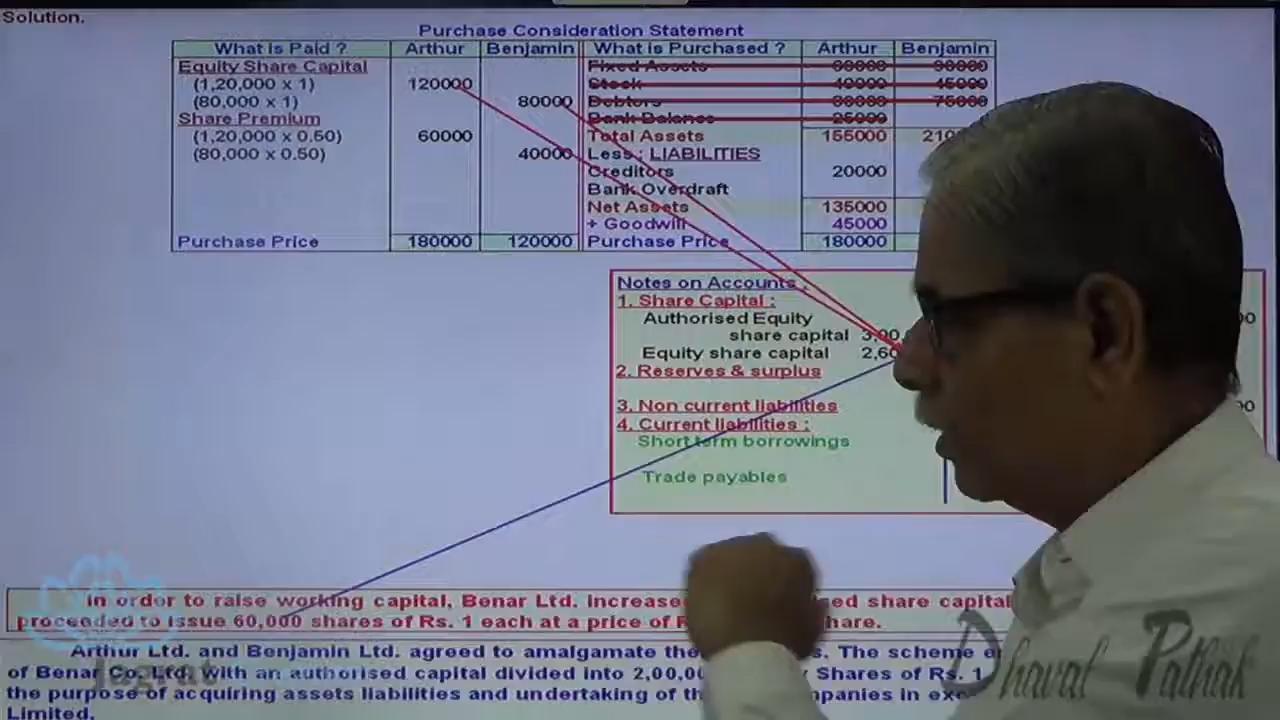 Solution.
Purchase Consideration Statement
What is Paid ? Arthur Benjamin What is Purchased ? Arthur Benjamin
Equity Share Capital Fixed Assets
(1,20,000 x 1) 120000 Stock 40000 45000
(80,000 x 1) 80000 Debtors 75000
Share Premium Bank Balance 25000
(1,20,000 x 0.50) 60000 Total Assets 155000
(80,000 x 0.50) 40000 Less : LIABILITIES
Creditors 20000
Bank Overdraft
Net Assets 135000
+ Goodwill 45000
Purchase Price 180000 120000 Purchase Price 180000
Notes on Accounts :
1. Share Capital :
Authorised Equity
share capital
Equity share capital
2. Reserves & surplus
3. Non current liabilities
4. Current liabilities :
Short term borrowings
Trade payables
In order to raise working capital, Benar Ltd. increase share capital
proceeded to issue 60,000 shares of Rs. 1 each at a price of
Arthur Ltd. and Benjamin Ltd. agreed to amalgamate The scheme
of Benar Co. Ltd. with an authorised capital divided into Shares of Rs. 1
the purpose of acquiring assets liabilities and undertaking of
Limited.
Dhaval Pathak